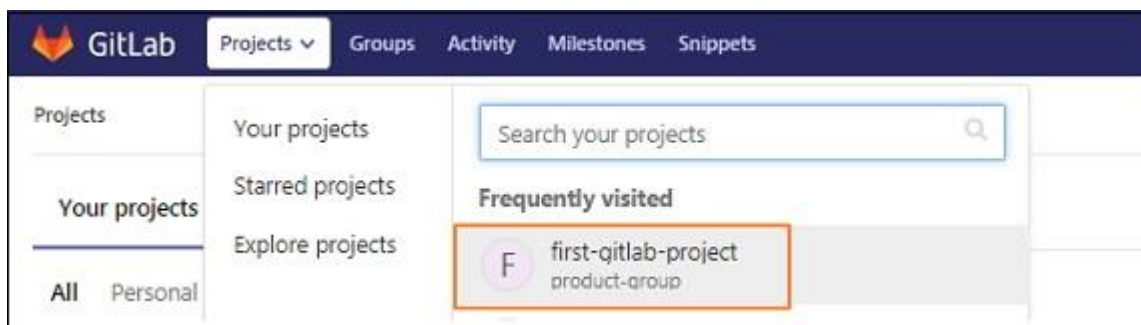 GitLab Projects Groups Activity Milestones Snippets
Projects
Your projects
Starred projects
Explore projects
Search your projects
Frequently visited
F
first-gitlab-project
product-group
Your projects
All Personal